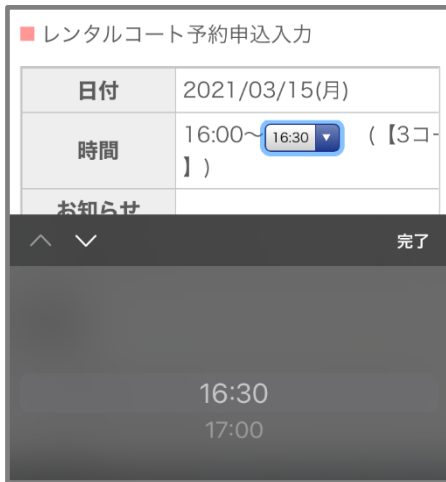 ■ レンタルコート予約申込入力
日付 2021/03/15(月)
時間 16:00～ 16:30 ▼ (【3コ-
】)
お知らせ
完了
16:30
17:00